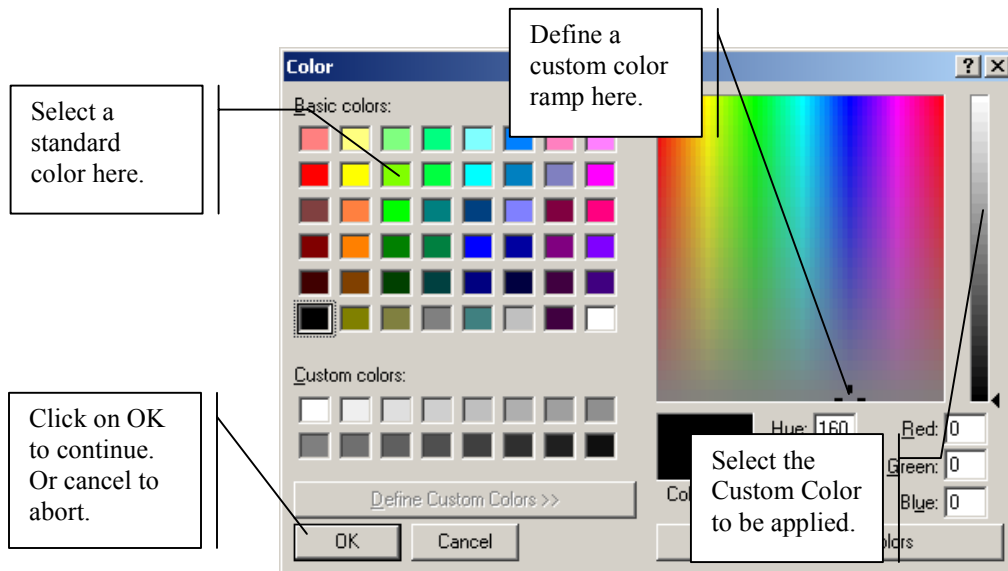 Define a
custom color
ramp here.
Color
? ×
Select a
standard
color here.
Basic colors:
Custom colors:
Click on OK
to continue.
Or cancel to
abort.
Hue: 160
Red: 0
Green: 0
Blue: 0
Select the
Custom Color
to be applied.
Define Custom Colors >>
OK
Cancel